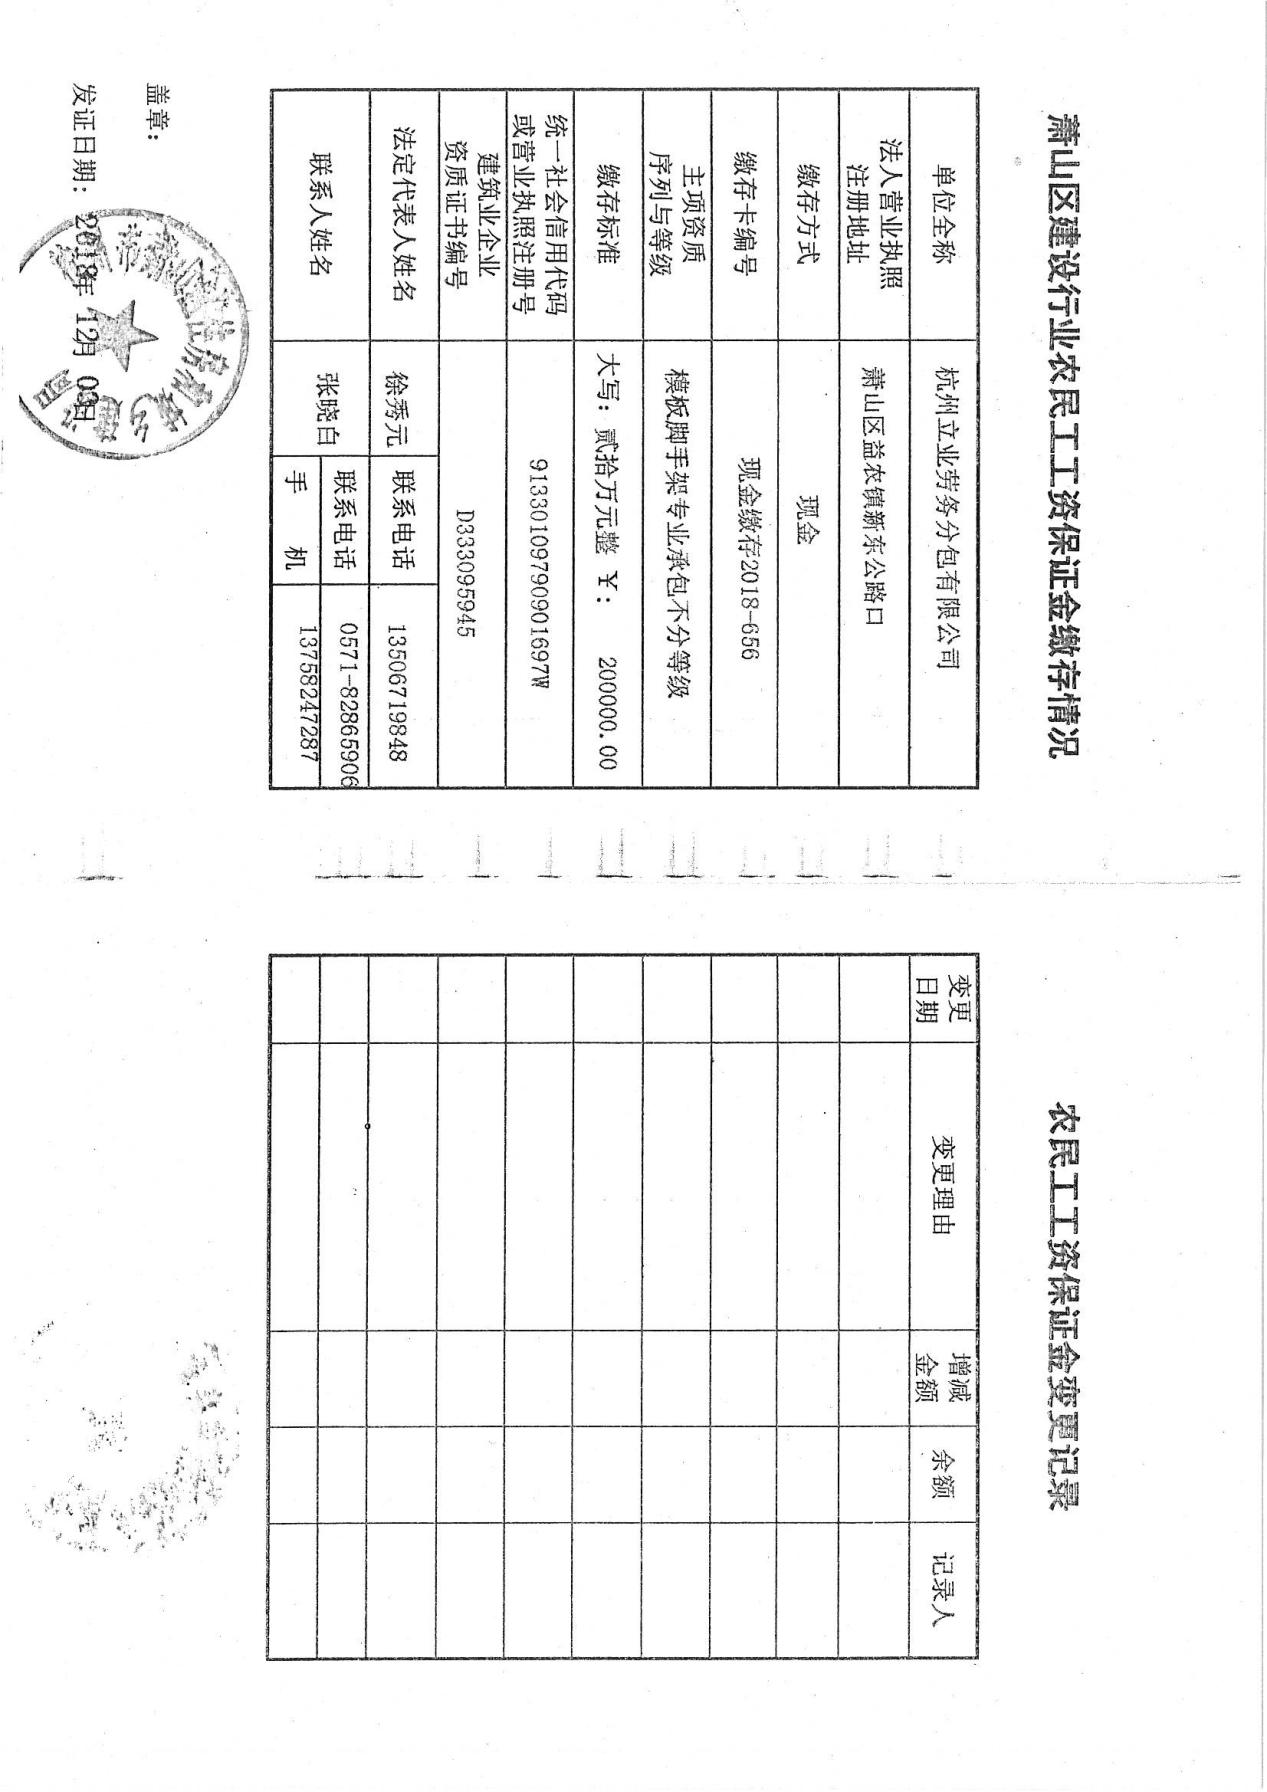 萧山区建设行业农民工工资保证金缴存情况
单位全称 杭州立业劳务分包有限公司
法人营业执照
注册地址 萧山区益农镇新东公路口
缴存方式 现金
缴存卡编号 现金缴存2018-656
主项资质
序列与等级 模板脚手架专业承包不分等级
缴存标准 大写：贰拾万元整 ￥： 200000.00
统一社会信用代码
或营业执照注册号 91330109790901697W
建筑业企业
资质证书编号 D333095945
法定代表人姓名 徐秀元 联系电话 13506719848
联系人姓名 张晓白 联系电话 0571-82865906
手 机 13758247287
盖章：
发证日期： 2018年 12月 03日
农民工工资保证金变更记录
变更
日期 变更理由 增减
金额 余额 记录人